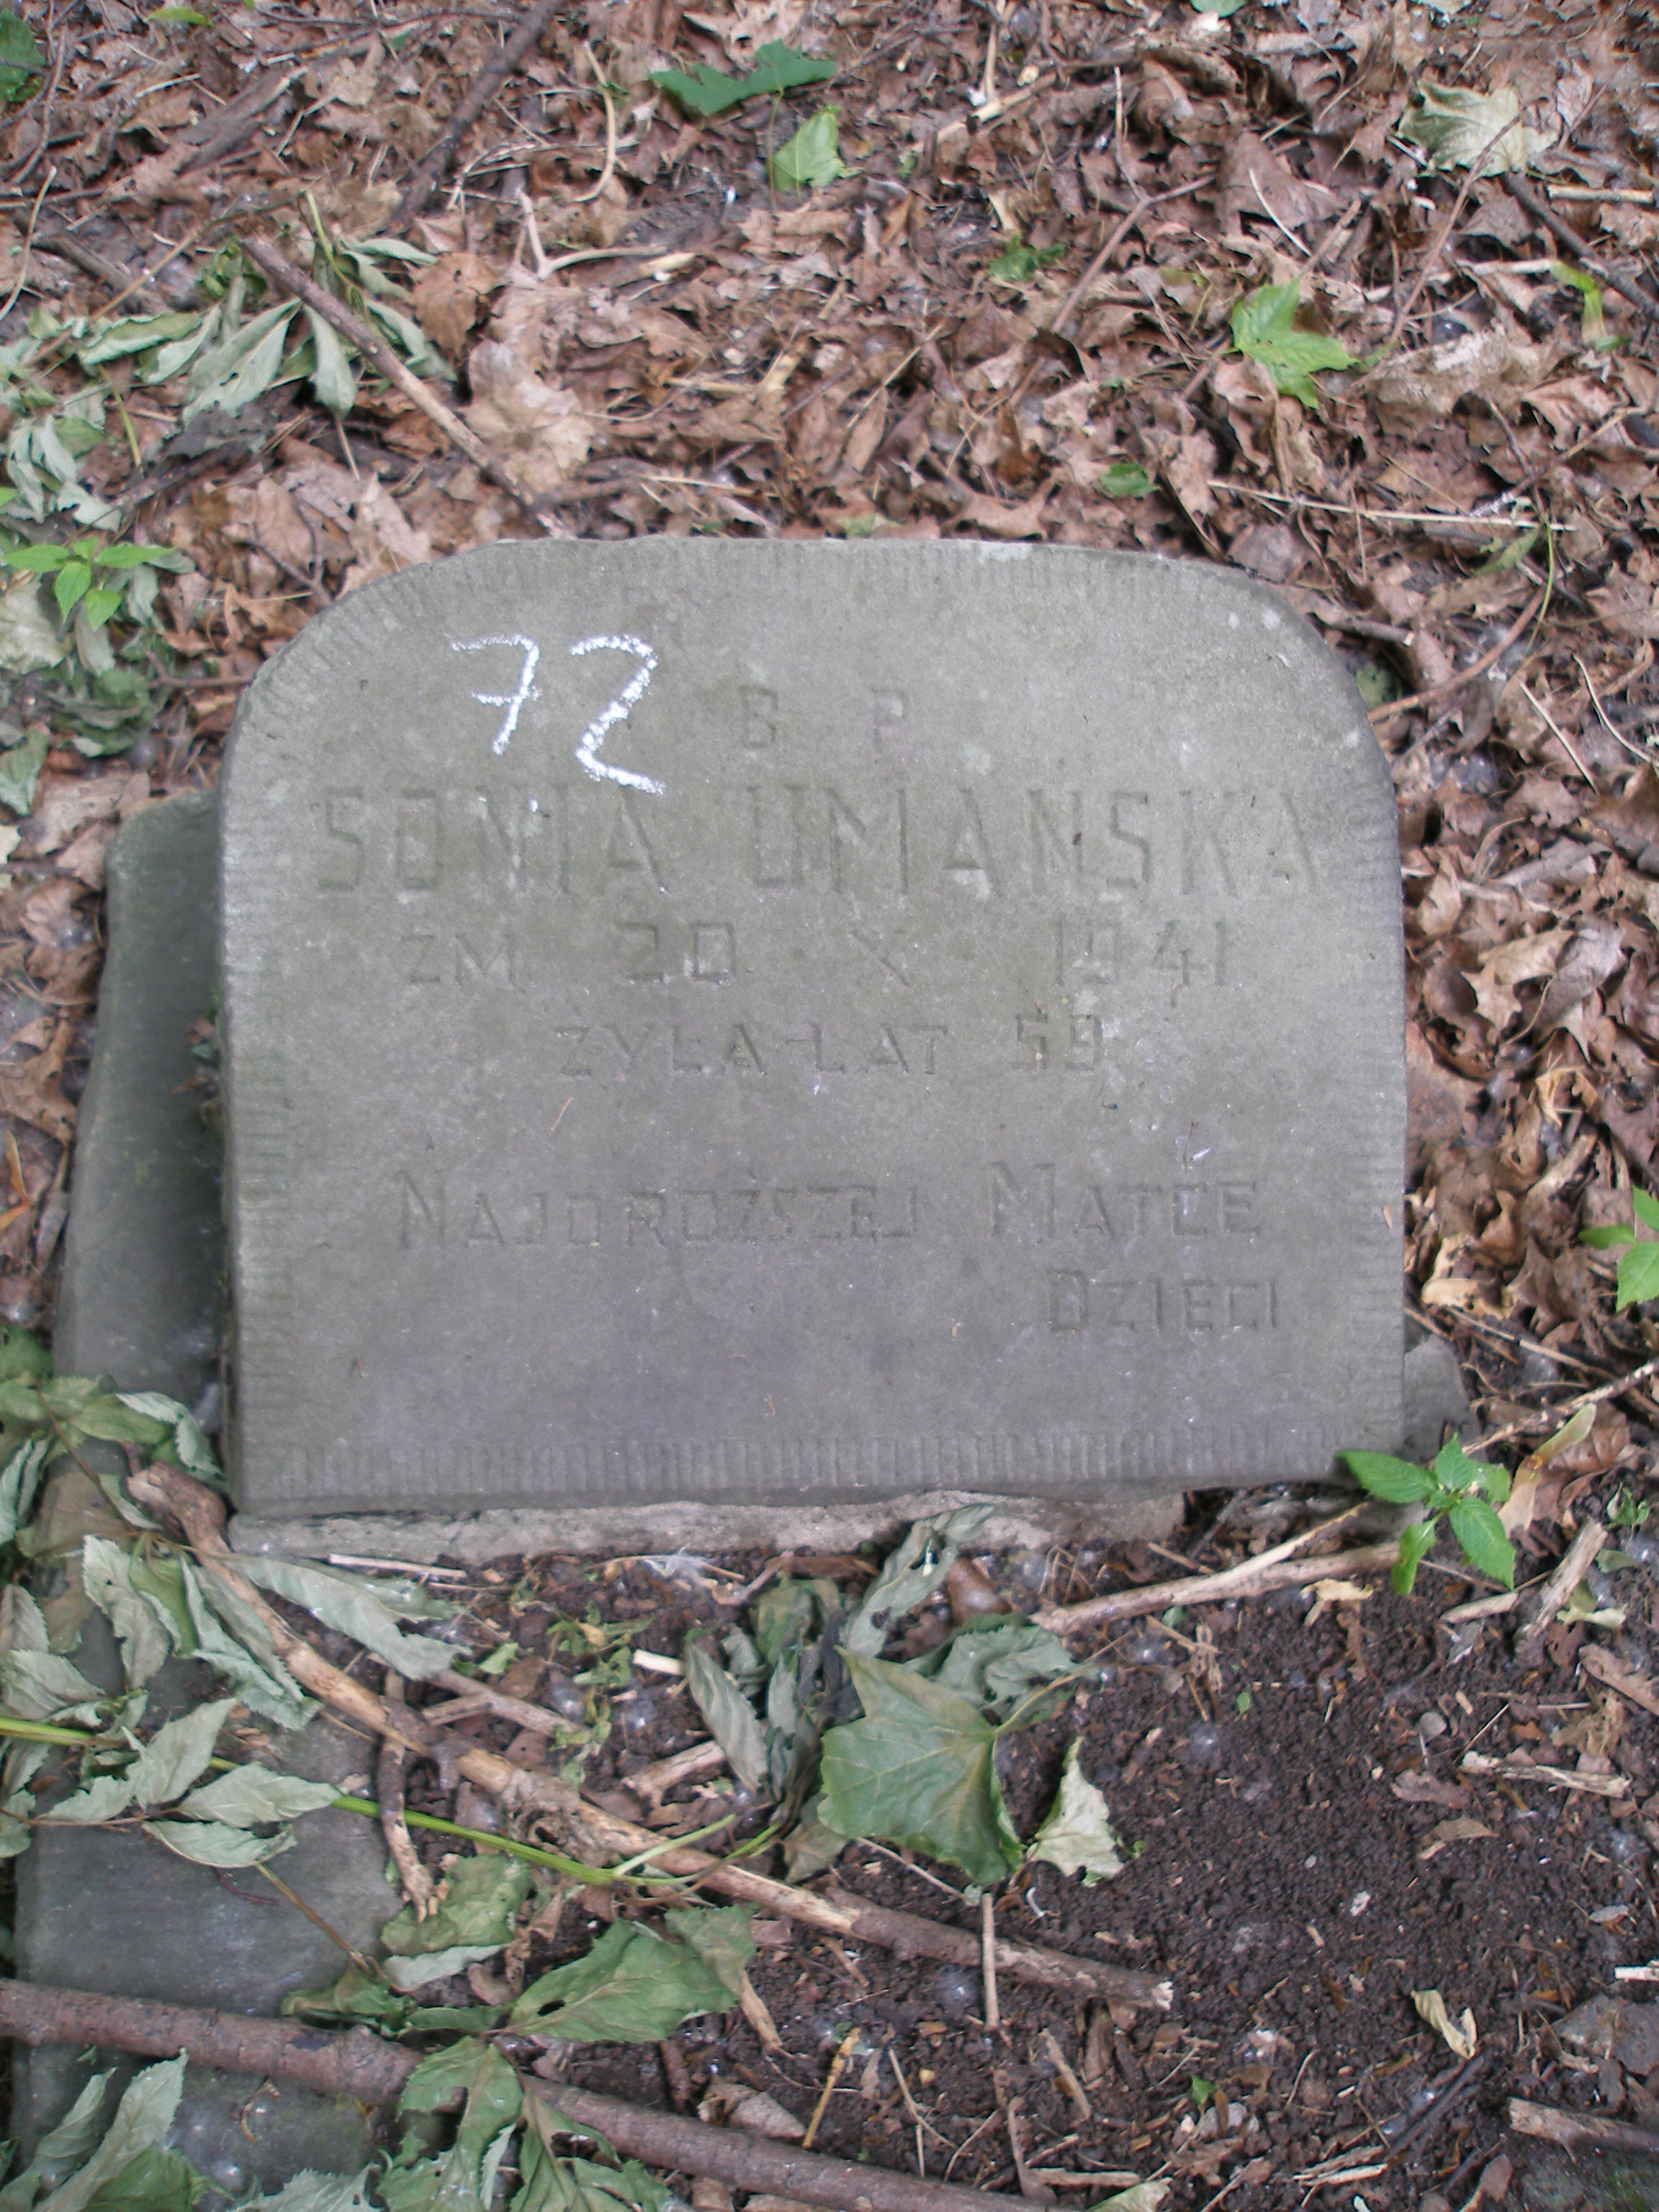 72
B P
SONIA UMANSKA
ZM 20 · X · 1941
ŻYŁA LAT 59
NAJDROŻSZEJ MATCE
DZIECI